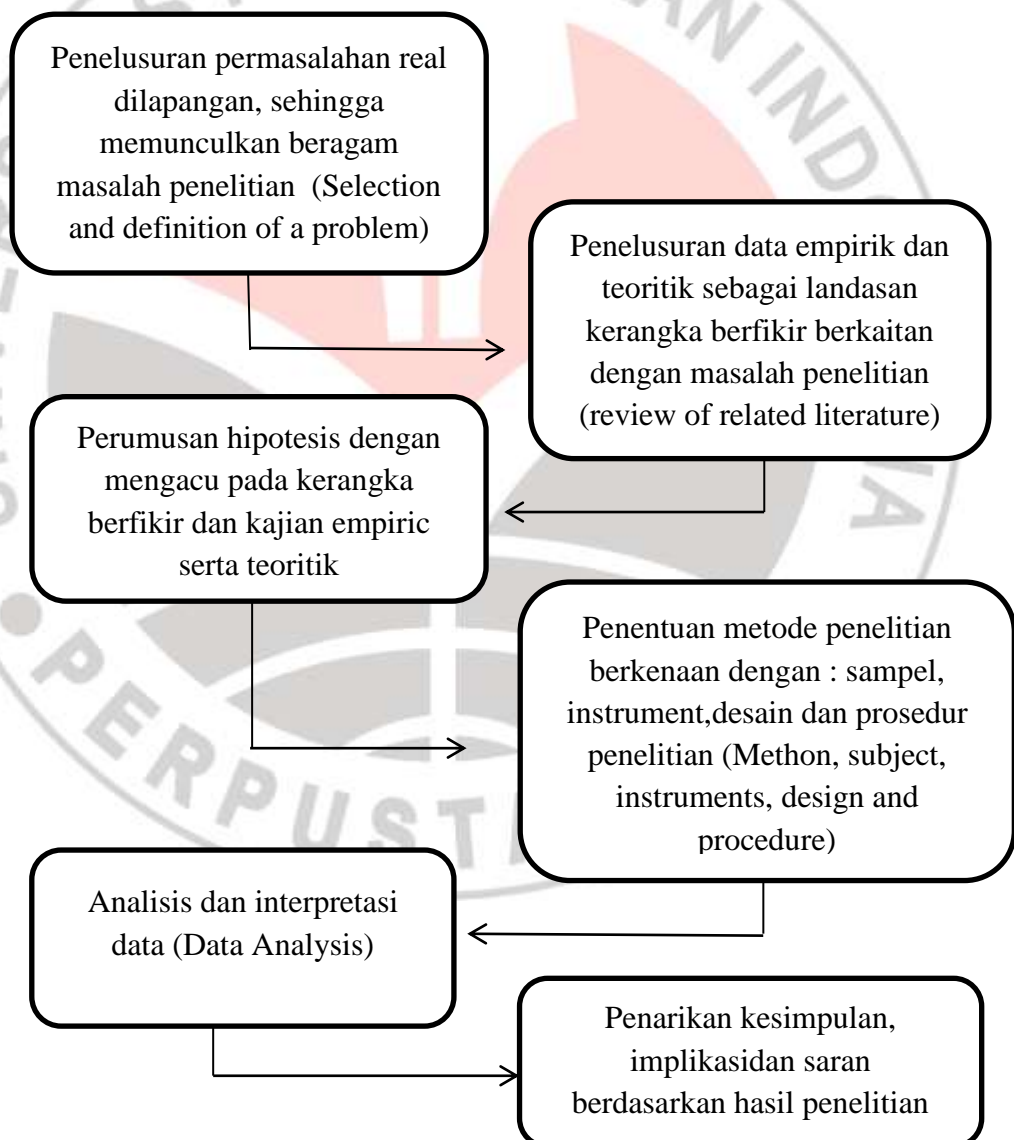 Penelusuran permasalahan real
dilapangan, sehingga
memunculkan beragam
masalah penelitian (Selection
and definition of a problem)
Penelusuran data empirik dan
teoritik sebagai landasan
kerangka berfikir berkaitan
dengan masalah penelitian
(review of related literature)
Perumusan hipotesis dengan
mengacu pada kerangka
berfikir dan kajian empiric
serta teoritik
Penentuan metode penelitian
berkenaan dengan : sampel,
instrument,desain dan prosedur
penelitian (Methon, subject,
instruments, design and
procedure)
Analisis dan interpretasi
data (Data Analysis)
Penarikan kesimpulan,
implikasidan saran
berdasarkan hasil penelitian